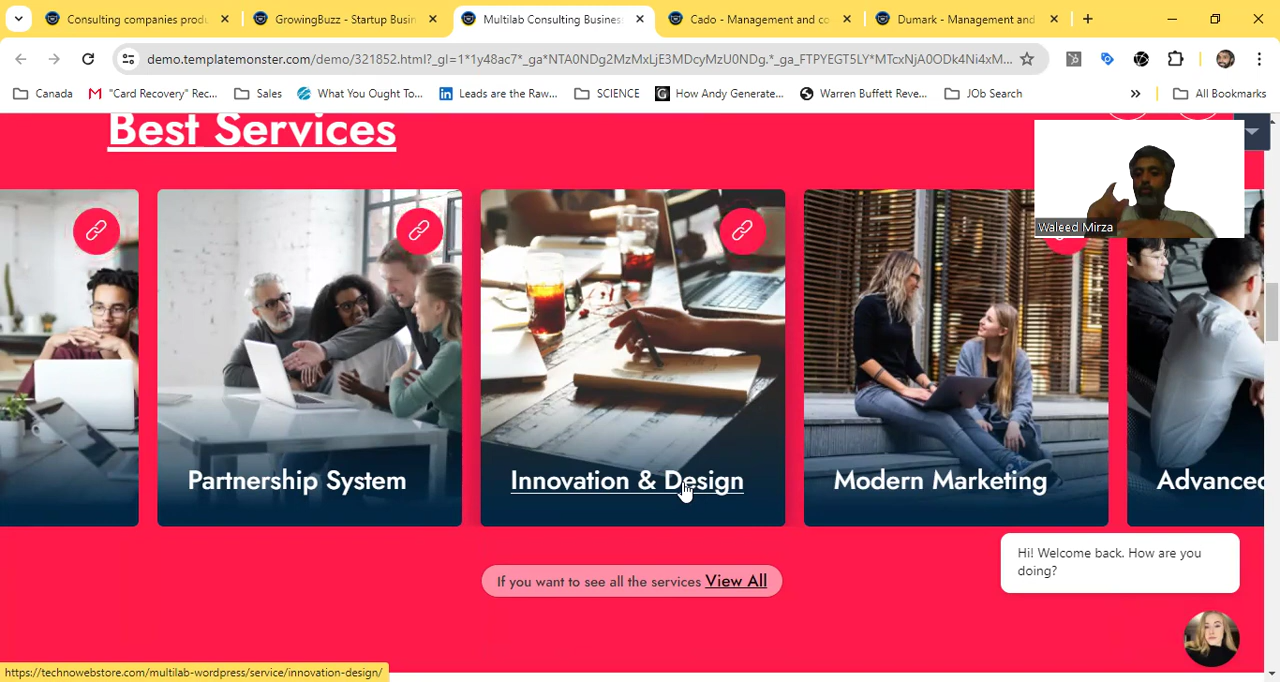 Consulting companies produ
GrowingBuzz - Startup Busin
Multilab Consulting Business
Cado - Management and co
Dumark - Management and
demo.templatemonster.com/demo/321852.html?_gl=1*1y48ac7*_ga*NTA0NDg2MzMxLjE3MDcyMzU0NDg.*_ga_FTPYEGT5LY*MTcxNjA0ODk4Ni4xM...
Canada
"Card Recovery" Rec...
Sales
What You Ought To...
Leads are the Raw...
SCIENCE
How Andy Generate...
Warren Buffett Reve...
JOb Search
All Bookmarks
Best Services
Waleed Mirza
Partnership System
Innovation & Design
Modern Marketing
Advanced
If you want to see all the services View All
Hi! Welcome back. How are you
doing?
https://technowebstore.com/multilab-wordpress/service/innovation-design/